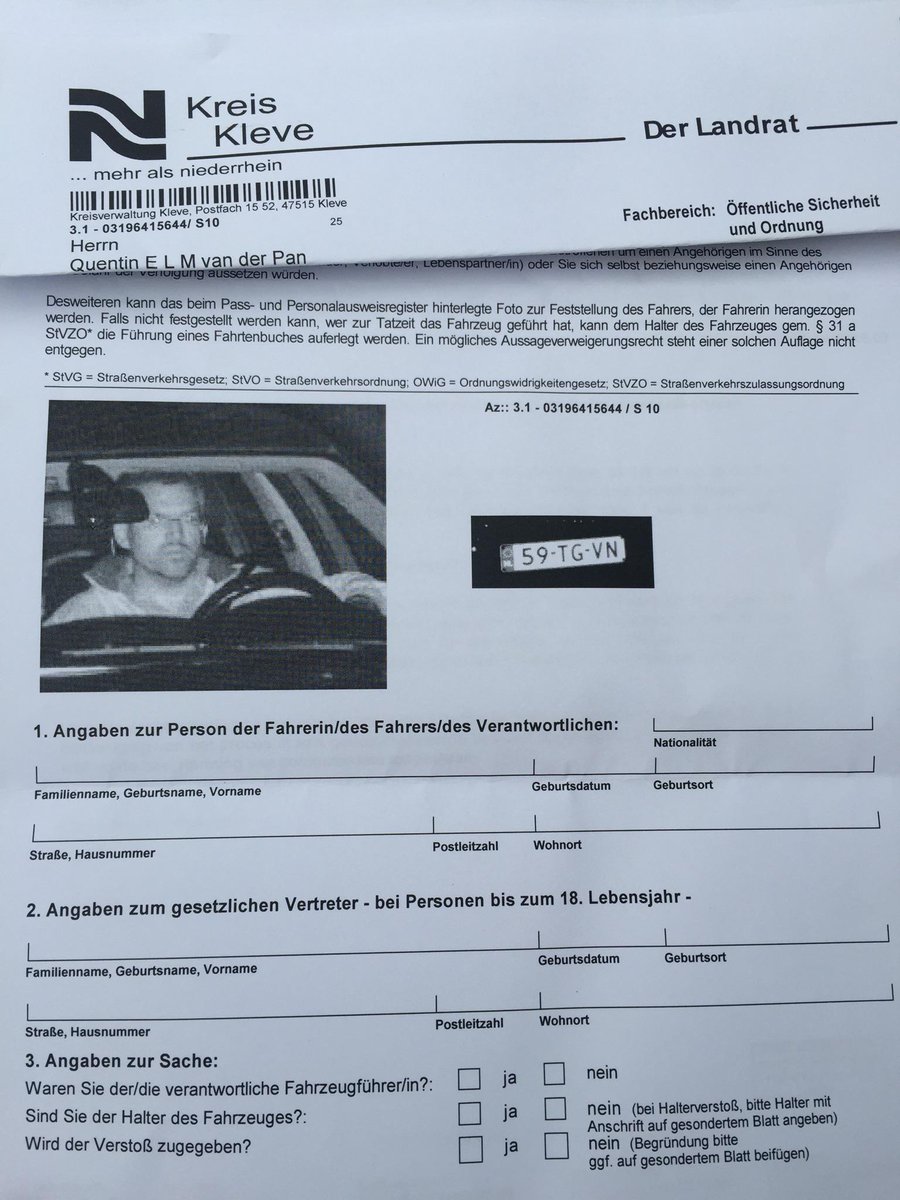 Kreis
Kleve
Der Landrat
... mehr als niederrhein
Kreisverwaltung Kleve, Postfach 15 52, 47515 Kleve
3.1 - 03196415644/ S10
25
Fachbereich: Öffentliche Sicherheit
und Ordnung
Herrn
Quentin E L M van der Pan
um einen Angehörigen im Sinne des
Lebenspartner/in) oder Sie sich selbst beziehungsweise einen Angehörigen
der Verfolgung aussetzen würden.
Desweiteren kann das beim Pass- und Personalausweisregister hinterlegte Foto zur Feststellung des Fahrers, der Fahrerin herangezogen
werden. Falls nicht festgestellt werden kann, wer zur Tatzeit das Fahrzeug geführt hat, kann dem Halter des Fahrzeuges gem. § 31 a
StVZO* die Führung eines Fahrtenbuches auferlegt werden. Ein mögliches Aussageverweigerungsrecht steht einer solchen Auflage nicht
entgegen.
* StVG = Straßenverkehrsgesetz; StVO = Straßenverkehrsordnung; OWiG = Ordnungswidrigkeitengesetz; StVZO = Straßenverkehrszulassungsordnung
Az:: 3.1 - 03196415644 / S 10
59-TG-VN
1. Angaben zur Person der Fahrerin/des Fahrers/des Verantwortlichen:
Nationalität
Familienname, Geburtsname, Vorname
Geburtsdatum
Geburtsort
Straße, Hausnummer
Postleitzahl
Wohnort
2. Angaben zum gesetzlichen Vertreter - bei Personen bis zum 18. Lebensjahr -
Familienname, Geburtsname, Vorname
Geburtsdatum
Geburtsort
Straße, Hausnummer
Postleitzahl
Wohnort
3. Angaben zur Sache:
Waren Sie der/die verantwortliche Fahrzeugführer/in?: ja nein
Sind Sie der Halter des Fahrzeuges?: ja nein (bei Halterverstoß, bitte Halter mit
Anschrift auf gesondertem Blatt angeben)
Wird der Verstoß zugegeben? ja nein (Begründung bitte
ggf. auf gesondertem Blatt beifügen)